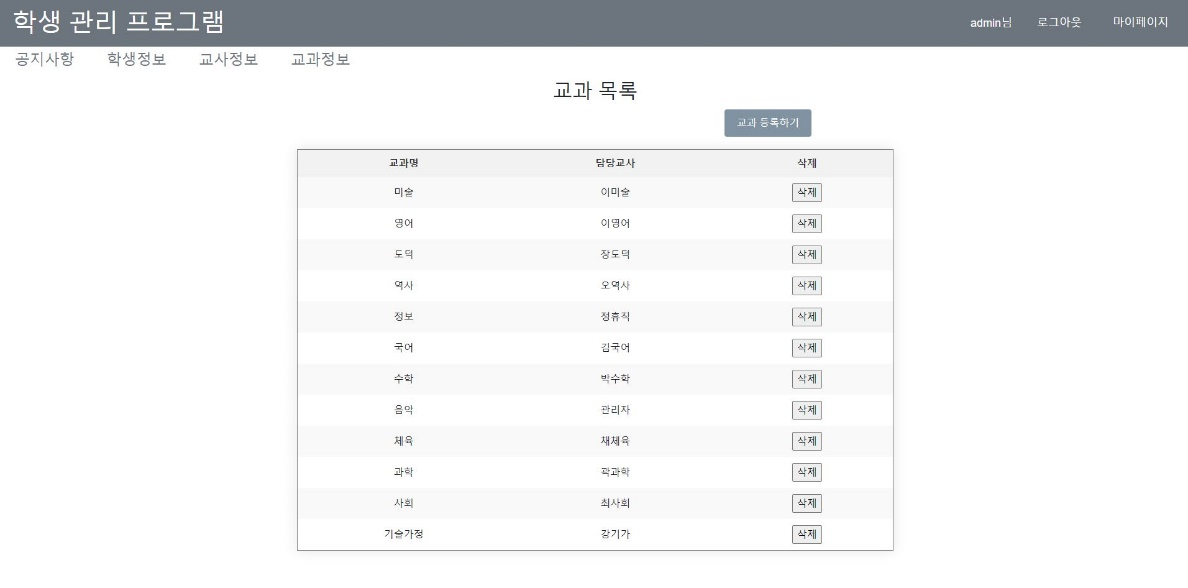 학생 관리 프로그램 admin님 로그아웃 마이페이지
공지사항 학생정보 교사정보 교과정보
교과 목록
교과 등록하기
교과명 담당교사 삭제
미술 이미술 삭제
영어 이영어 삭제
도덕 장도덕 삭제
역사 오역사 삭제
정보 정휴직 삭제
국어 김국어 삭제
수학 박수학 삭제
음악 관리자 삭제
체육 채체육 삭제
과학 곽과학 삭제
사회 최사회 삭제
기술가정 강기가 삭제